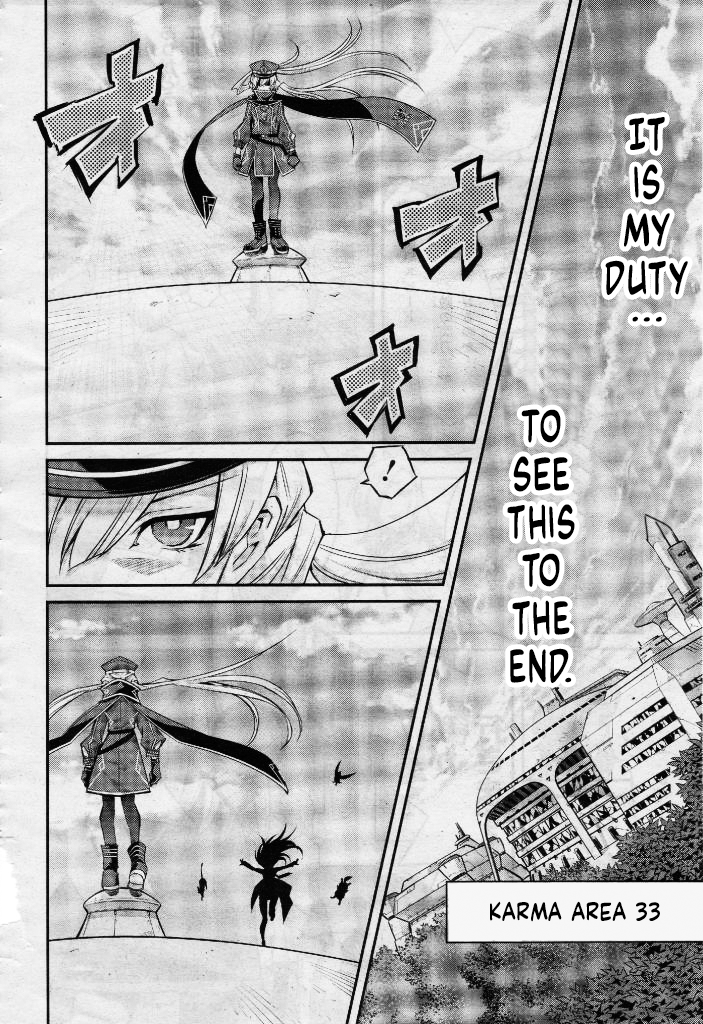 IT
IS
MY
DUTY
...
TO
SEE
THIS
TO
THE
END.
KARMA AREA 33
オ
オ
オ
!